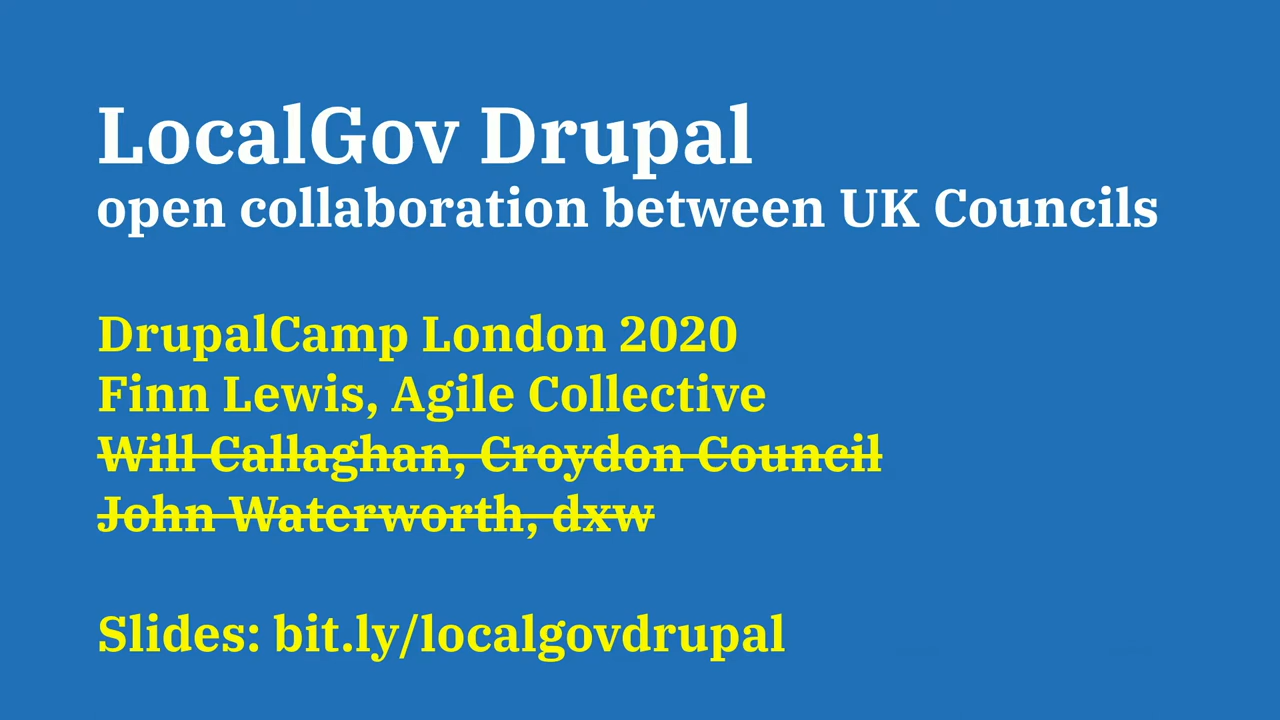 LocalGov Drupal
open collaboration between UK Councils
DrupalCamp London 2020
Finn Lewis, Agile Collective
Will Callaghan, Croydon Council
John Waterworth, dxw
Slides: bit.ly/localgovdrupal